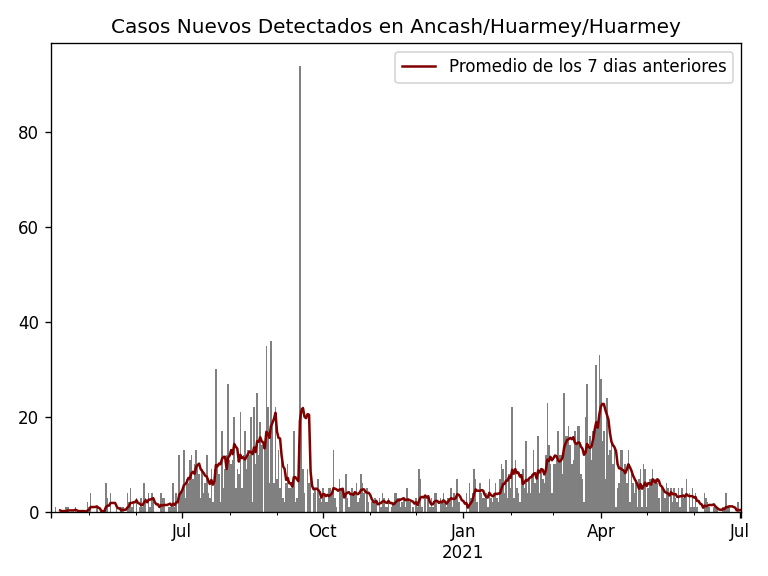 Casos Nuevos Detectados en Ancash/Huarmey/Huarmey
Promedio de los 7 dias anteriores
80
60
40
20
0
Jul
Oct
Jan
2021
Apr
Jul